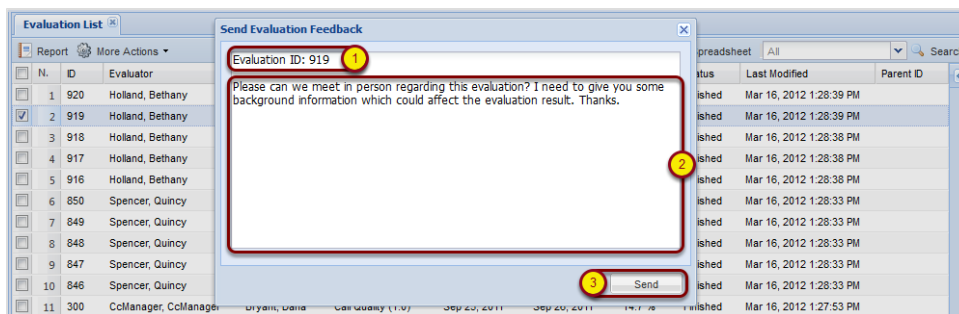 Evaluation List
Send Evaluation Feedback
Report More Actions Spreadsheet All Searc
N. ID Evaluator atus Last Modified Parent ID
Evaluation ID: 919 1
Please can we meet in person regarding this evaluation? I need to give you some
background information which could affect the evaluation result. Thanks.
2
1 920 Holland, Bethany ished Mar 16, 2012 1:28:39 PM
2 919 Holland, Bethany ished Mar 16, 2012 1:28:39 PM
3 918 Holland, Bethany ished Mar 16, 2012 1:28:38 PM
4 917 Holland, Bethany ished Mar 16, 2012 1:28:38 PM
5 916 Holland, Bethany ished Mar 16, 2012 1:28:38 PM
6 850 Spencer, Quincy ished Mar 16, 2012 1:28:33 PM
7 849 Spencer, Quincy ished Mar 16, 2012 1:28:33 PM
8 848 Spencer, Quincy ished Mar 16, 2012 1:28:33 PM
9 847 Spencer, Quincy ished Mar 16, 2012 1:28:33 PM
10 846 Spencer, Quincy ished Mar 16, 2012 1:28:33 PM
3 Send
11 300 CcManager, CcManager Bryant, Dana Call Quality (1.0) Sep 23, 2011 Sep 26, 2011 14.7 % Finished Mar 16, 2012 1:27:53 PM